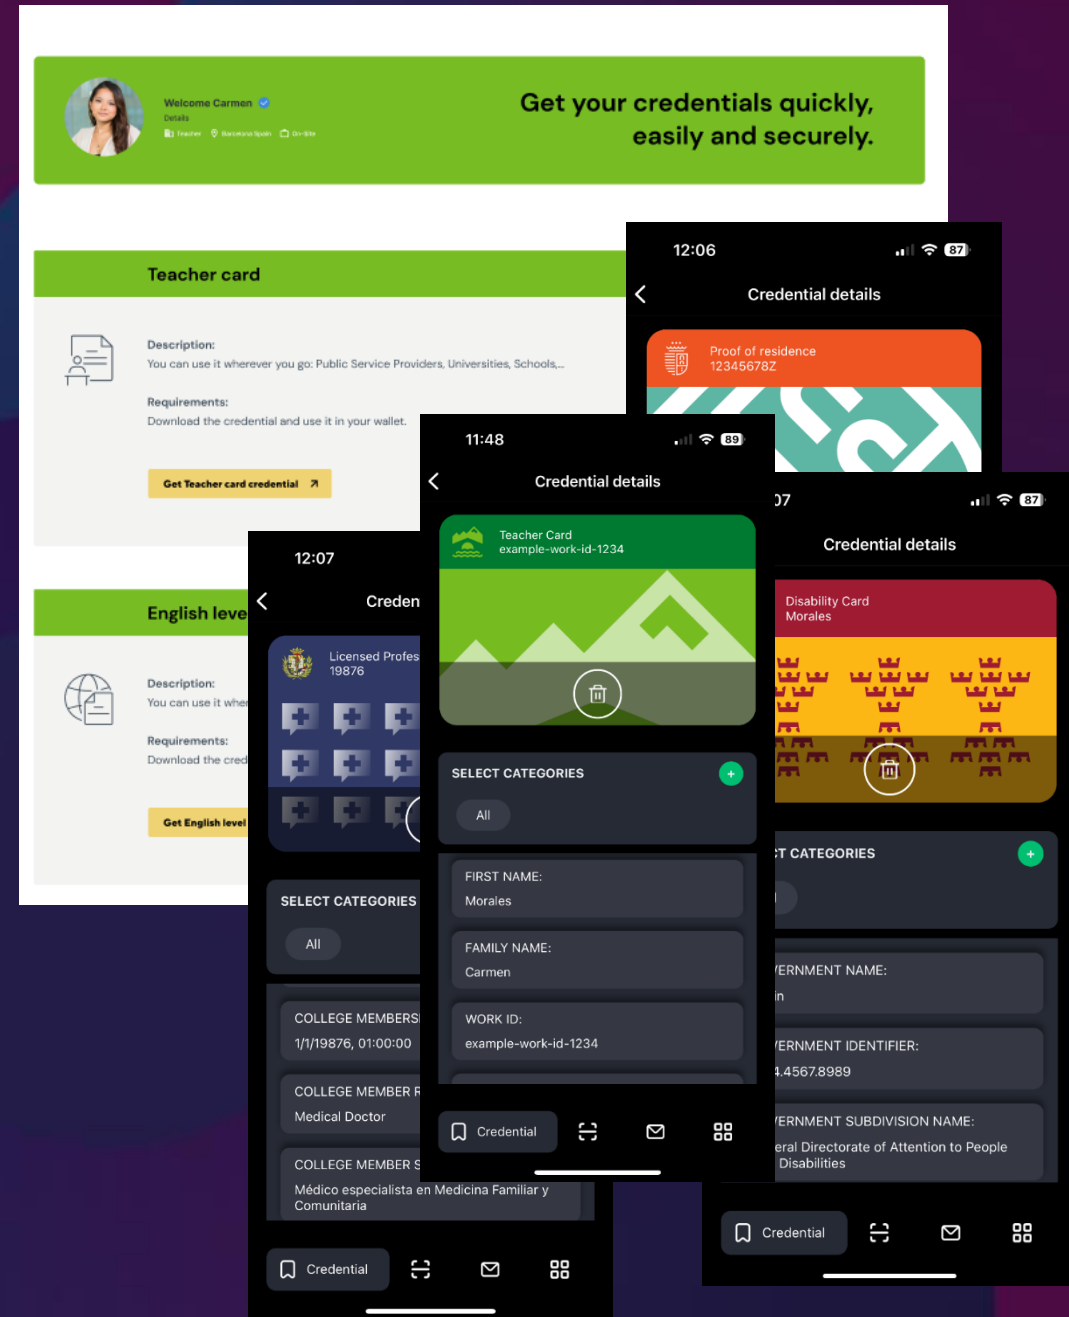 Welcome Carmen
Details
Teacher Barcelona Spain On-Site
Get your credentials quickly,
easily and securely.
Teacher card
Description:
You can use it wherever you go: Public Service Providers, Universities, Schools,...
Requirements:
Download the credential and use it in your wallet.
Get Teacher card credential
English leve
Description:
You can use it wher
Requirements:
Download the cred
Get English level
12:06
87
Credential details
Proof of residence
12345678Z
12:07
Creden
Licensed Profes
19876
SELECT CATEGORIES
All
COLLEGE MEMBERS
1/1/19876, 01:00:00
COLLEGE MEMBER R
Medical Doctor
COLLEGE MEMBER S
Médico especialista en Medicina Familiar y
Comunitaria
Credential
11:48
89
Credential details
Teacher Card
example-work-id-1234
SELECT CATEGORIES
All
FIRST NAME:
Morales
FAMILY NAME:
Carmen
WORK ID:
example-work-id-1234
Credential
07
87
Credential details
Disability Card
Morales
T CATEGORIES
ERNMENT NAME:
in
ERNMENT IDENTIFIER:
.4567.8989
ERNMENT SUBDIVISION NAME:
eral Directorate of Attention to People
Disabilities
Credential